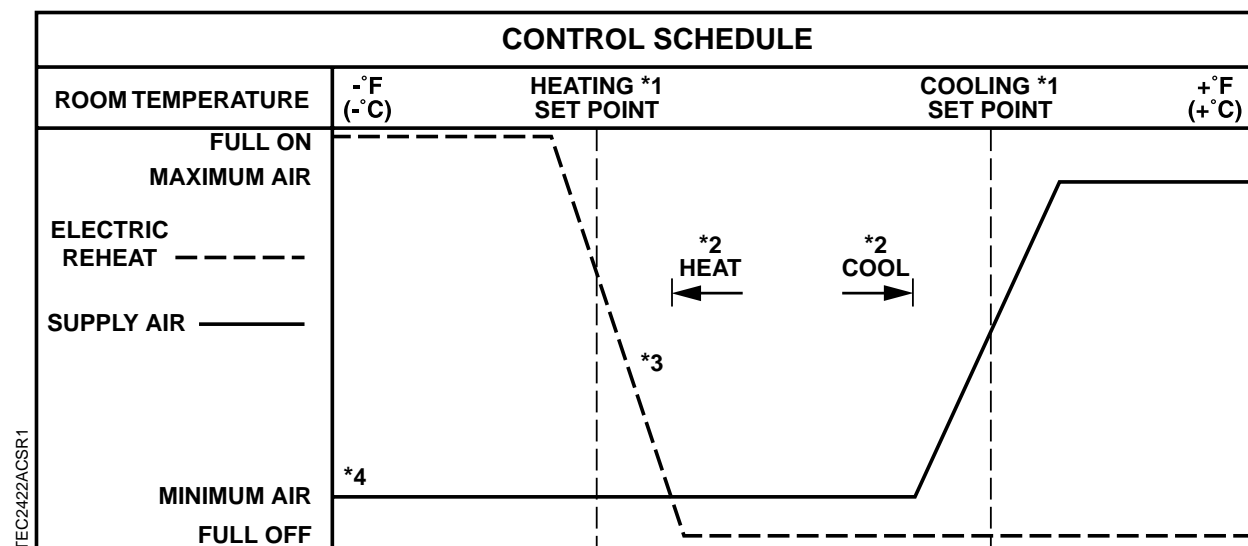 CONTROL SCHEDULE
ROOM TEMPERATURE
-°F
(-°C)
HEATING *1
SET POINT
COOLING *1
SET POINT
+°F
(+°C)
FULL ON
MAXIMUM AIR
ELECTRIC
REHEAT
*2
HEAT
*2
COOL
SUPPLY AIR
*3
*4
MINIMUM AIR
FULL OFF
TEC2422ACSR1